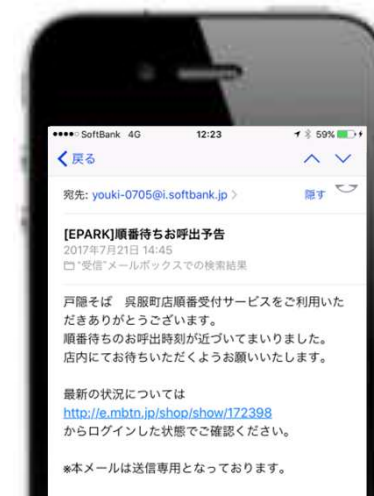 SoftBank 4G 12:23 59%
戻る
宛先: youki-0705@i.softbank.jp 隠す
[EPARK]順番待ちお呼出予告
2017年7月21日 14:45
"受信"メールボックスでの検索結果
戸隠そば 呉服町店順番受付サービスをご利用いた
だきありがとうございます。
順番待ちのお呼出時刻が近づいてまいりました。
店内にてお待ちいただくようお願いいたします。
最新の状況については
http://e.mbtn.jp/shop/show/172398
からログインした状態でご確認ください。
※本メールは送信専用となっております。